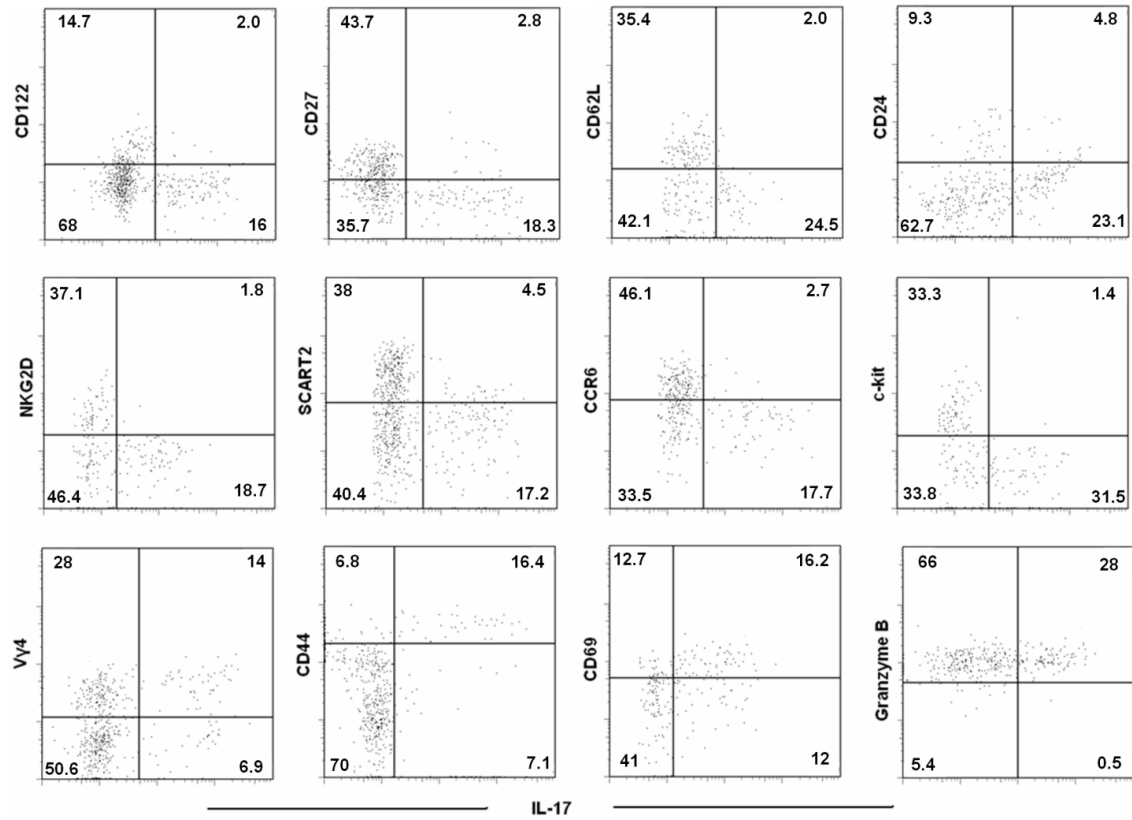 14.7 2.0
CD122
68 16
43.7 2.8
CD27
35.7 18.3
35.4 2.0
CD62L
42.1 24.5
9.3 4.8
CD24
62.7 23.1
37.1 1.8
NKG2D
46.4 18.7
38 4.5
SCART2
40.4 17.2
46.1 2.7
CCR6
33.5 17.7
33.3 1.4
c-kit
33.8 31.5
28 14
Vγ4
50.6 6.9
6.8 16.4
CD44
70 7.1
12.7 16.2
CD69
41 12
66 28
Granzyme B
5.4 0.5
IL-17